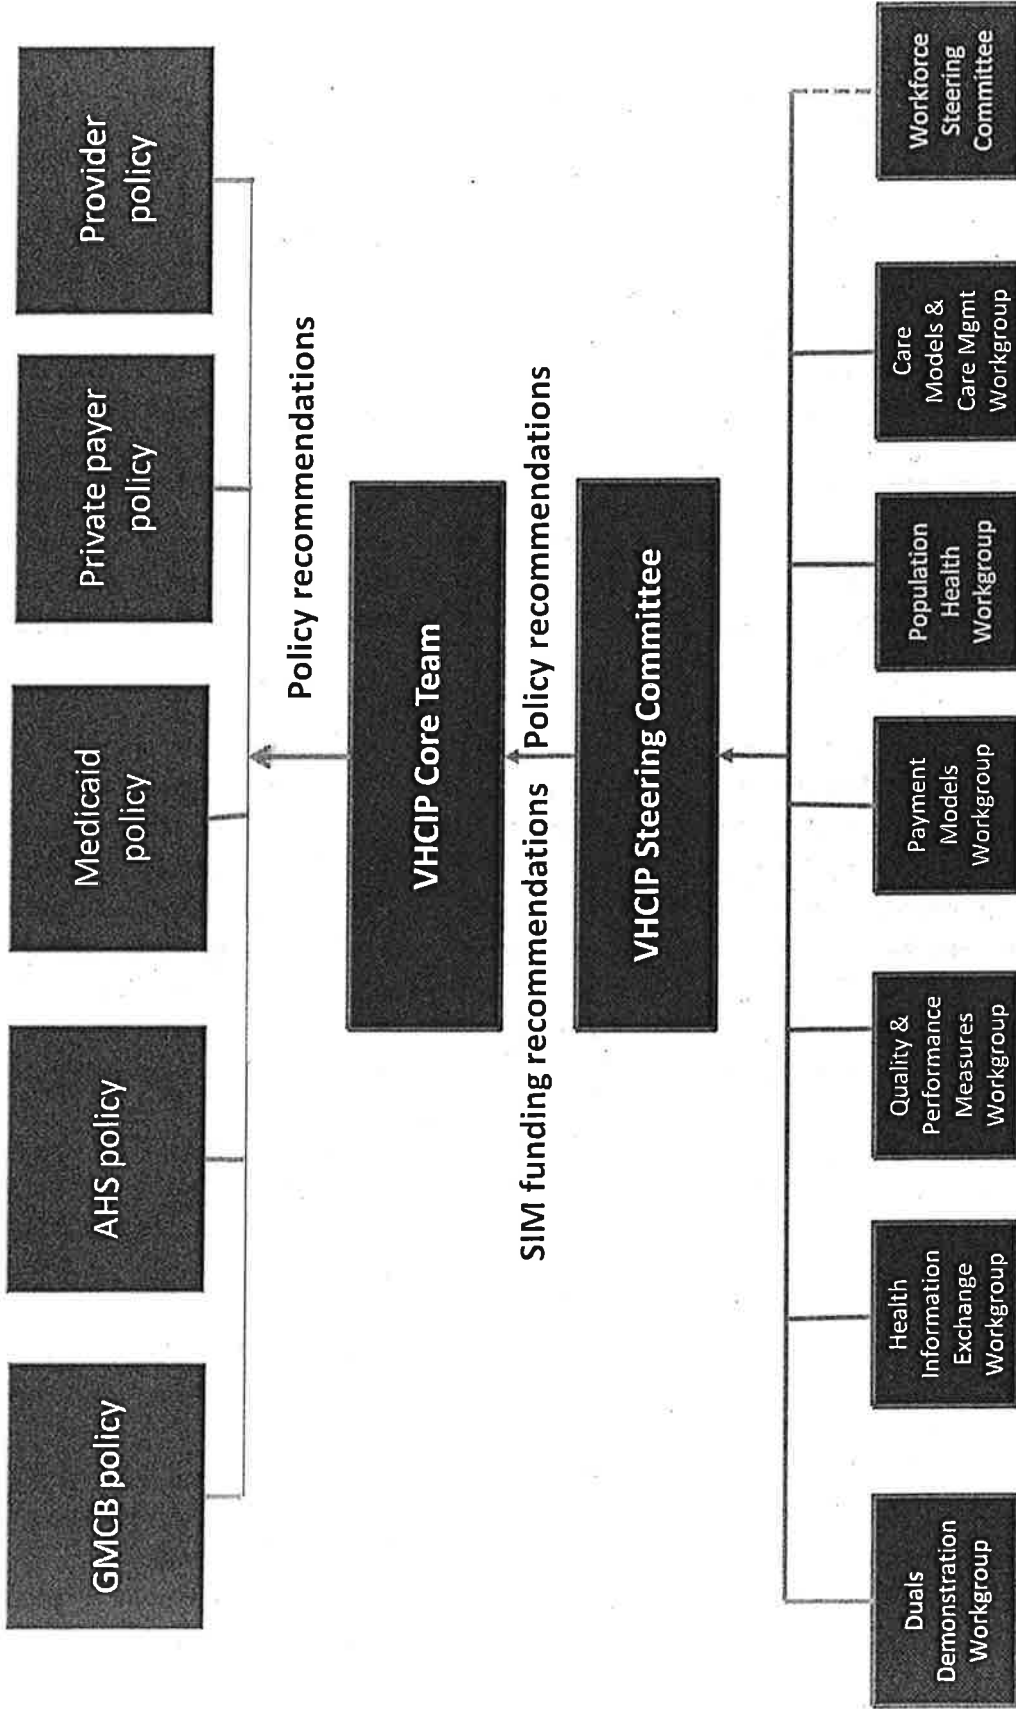 GMCB policy
AHS policy
Medicaid
policy
Private payer
policy
Provider
policy
Policy recommendations
VHCIP Core Team
SIM funding recommendations
Policy recommendations
VHCIP Steering Committee
Duals
Demonstration
Workgroup
Health
Information
Exchange
Workgroup
Quality &
Performance
Measures
Workgroup
Payment
Models
Workgroup
Population
Health
Workgroup
Care
Models &
Care Mgmt
Workgroup
Workforce
Steering
Committee